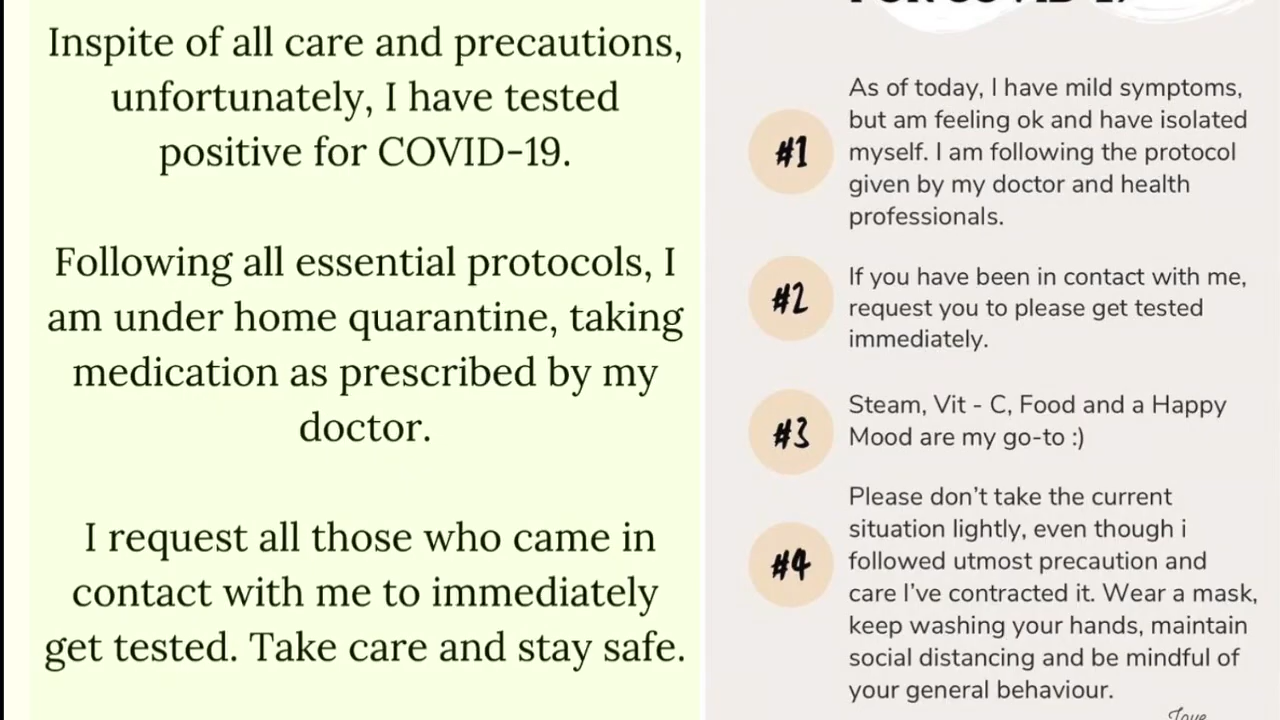 Inspite of all care and precautions,
unfortunately, I have tested
positive for COVID-19.
Following all essential protocols, I
am under home quarantine, taking
medication as prescribed by my
doctor.
I request all those who came in
contact with me to immediately
get tested. Take care and stay safe.
#1
As of today, I have mild symptoms,
but am feeling ok and have isolated
myself. I am following the protocol
given by my doctor and health
professionals.
#2
If you have been in contact with me,
request you to please get tested
immediately.
#3
Steam, Vit - C, Food and a Happy
Mood are my go-to :)
#4
Please don’t take the current
situation lightly, even though i
followed utmost precaution and
care I’ve contracted it. Wear a mask,
keep washing your hands, maintain
social distancing and be mindful of
your general behaviour.